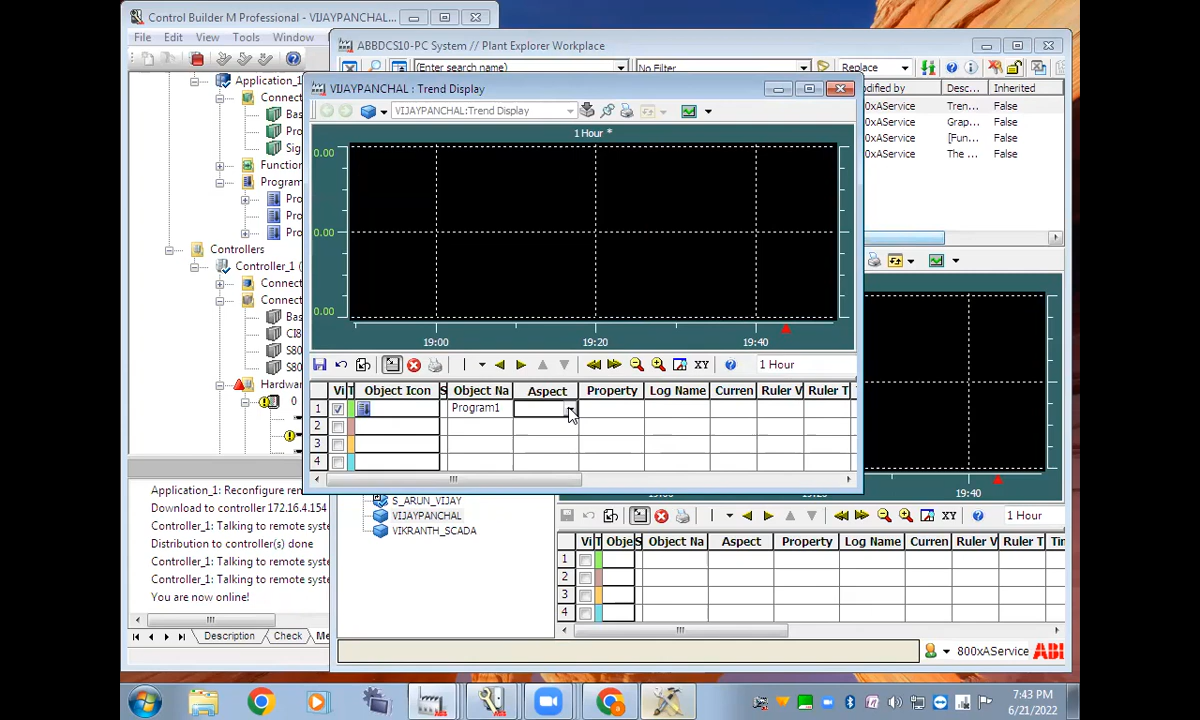 Control Builder M Professional - VIJAYPANCHAL...
File Edit View Tools Window
ABBDCS10-PC System // Plant Explorer Workplace
(Enter search name) No Filter Replace
VIJAYPANCHAL : Trend Display
VIJAYPANCHAL:Trend Display
odified by Desc... Inherited
0xAService Tren... False
0xAService Grap... False
0xAService [Fun... False
0xAService The ... False
Application_1
Connect
Bas
Pro
Sig
Function
Program
Pro
Pro
Pro
Controllers
Controller_1 (
Connect
Connect
Bas
CI8
S80
S80
Hardwa
0
1 Hour *
0.00
0.00
0.00
19:00 19:20 19:40
1 Hour
XY
Vi T Object Icon S Object Na Aspect Property Log Name Curren Ruler V Ruler T
1 Program1
2
3
4
19:40
S_ARUN_VIJAY
VIJAYPANCHAL
VIKRANTH_SCADA
XY 1 Hour
Vi T Obje S Object Na Aspect Property Log Name Curren Ruler V Ruler T Tin
1
2
3
4
Application_1: Reconfigure ren
Download to controller 172.16.4.154
Controller_1: Talking to remote syste
Distribution to controller(s) done
Controller_1: Talking to remote syste
Controller_1: Talking to remote syste
You are now online!
Description Check Me
800xAService
7:43 PM
6/21/2022